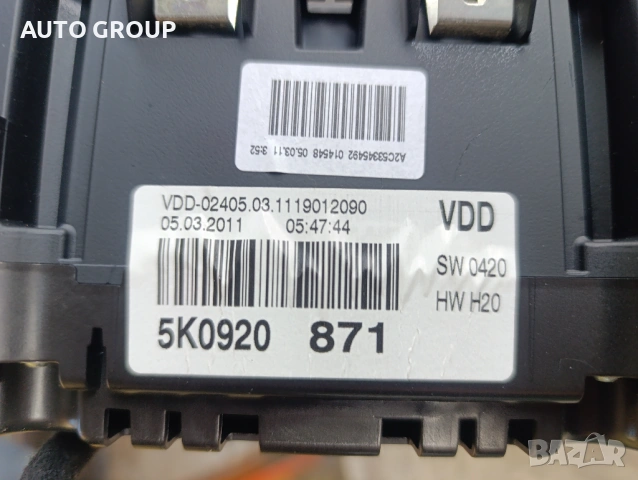 AUTO GROUP
A2C53345492 014548 05.03.11 3:52
VDD-02405.03.1119012090
05.03.2011 05:47:44
VDD
SW 0420
HW H20
5K0920 871
BAZAR